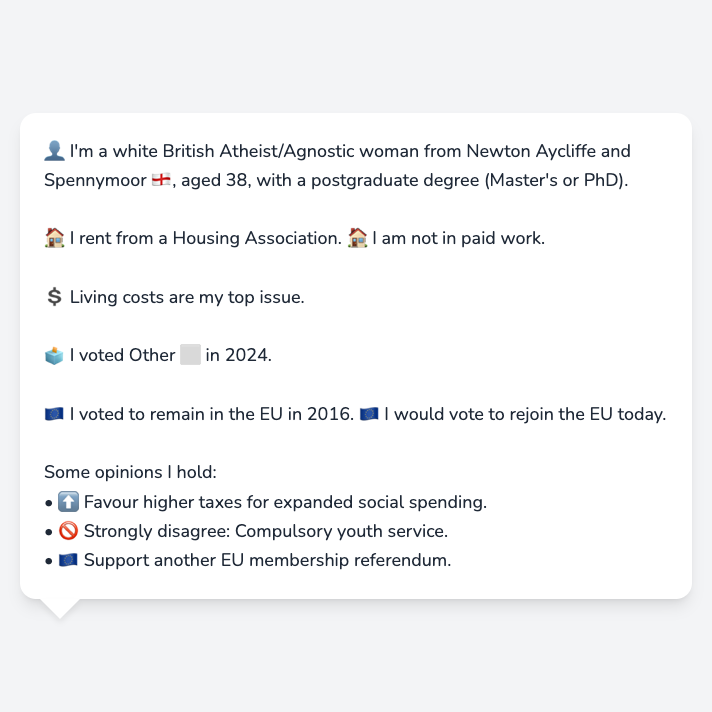 👤 I'm a white British Atheist/Agnostic woman from Newton Aycliffe and
Spennymoor 🏴󠁧󠁢󠁥󠁮󠁧󠁿, aged 38, with a postgraduate degree (Master's or PhD).
🏠 I rent from a Housing Association. 🏠 I am not in paid work.
💲 Living costs are my top issue.
🗳️ I voted Other ⬜ in 2024.
🇪🇺 I voted to remain in the EU in 2016. 🇪🇺 I would vote to rejoin the EU today.
Some opinions I hold:
• ⬆️ Favour higher taxes for expanded social spending.
• 🚫 Strongly disagree: Compulsory youth service.
• 🇪🇺 Support another EU membership referendum.